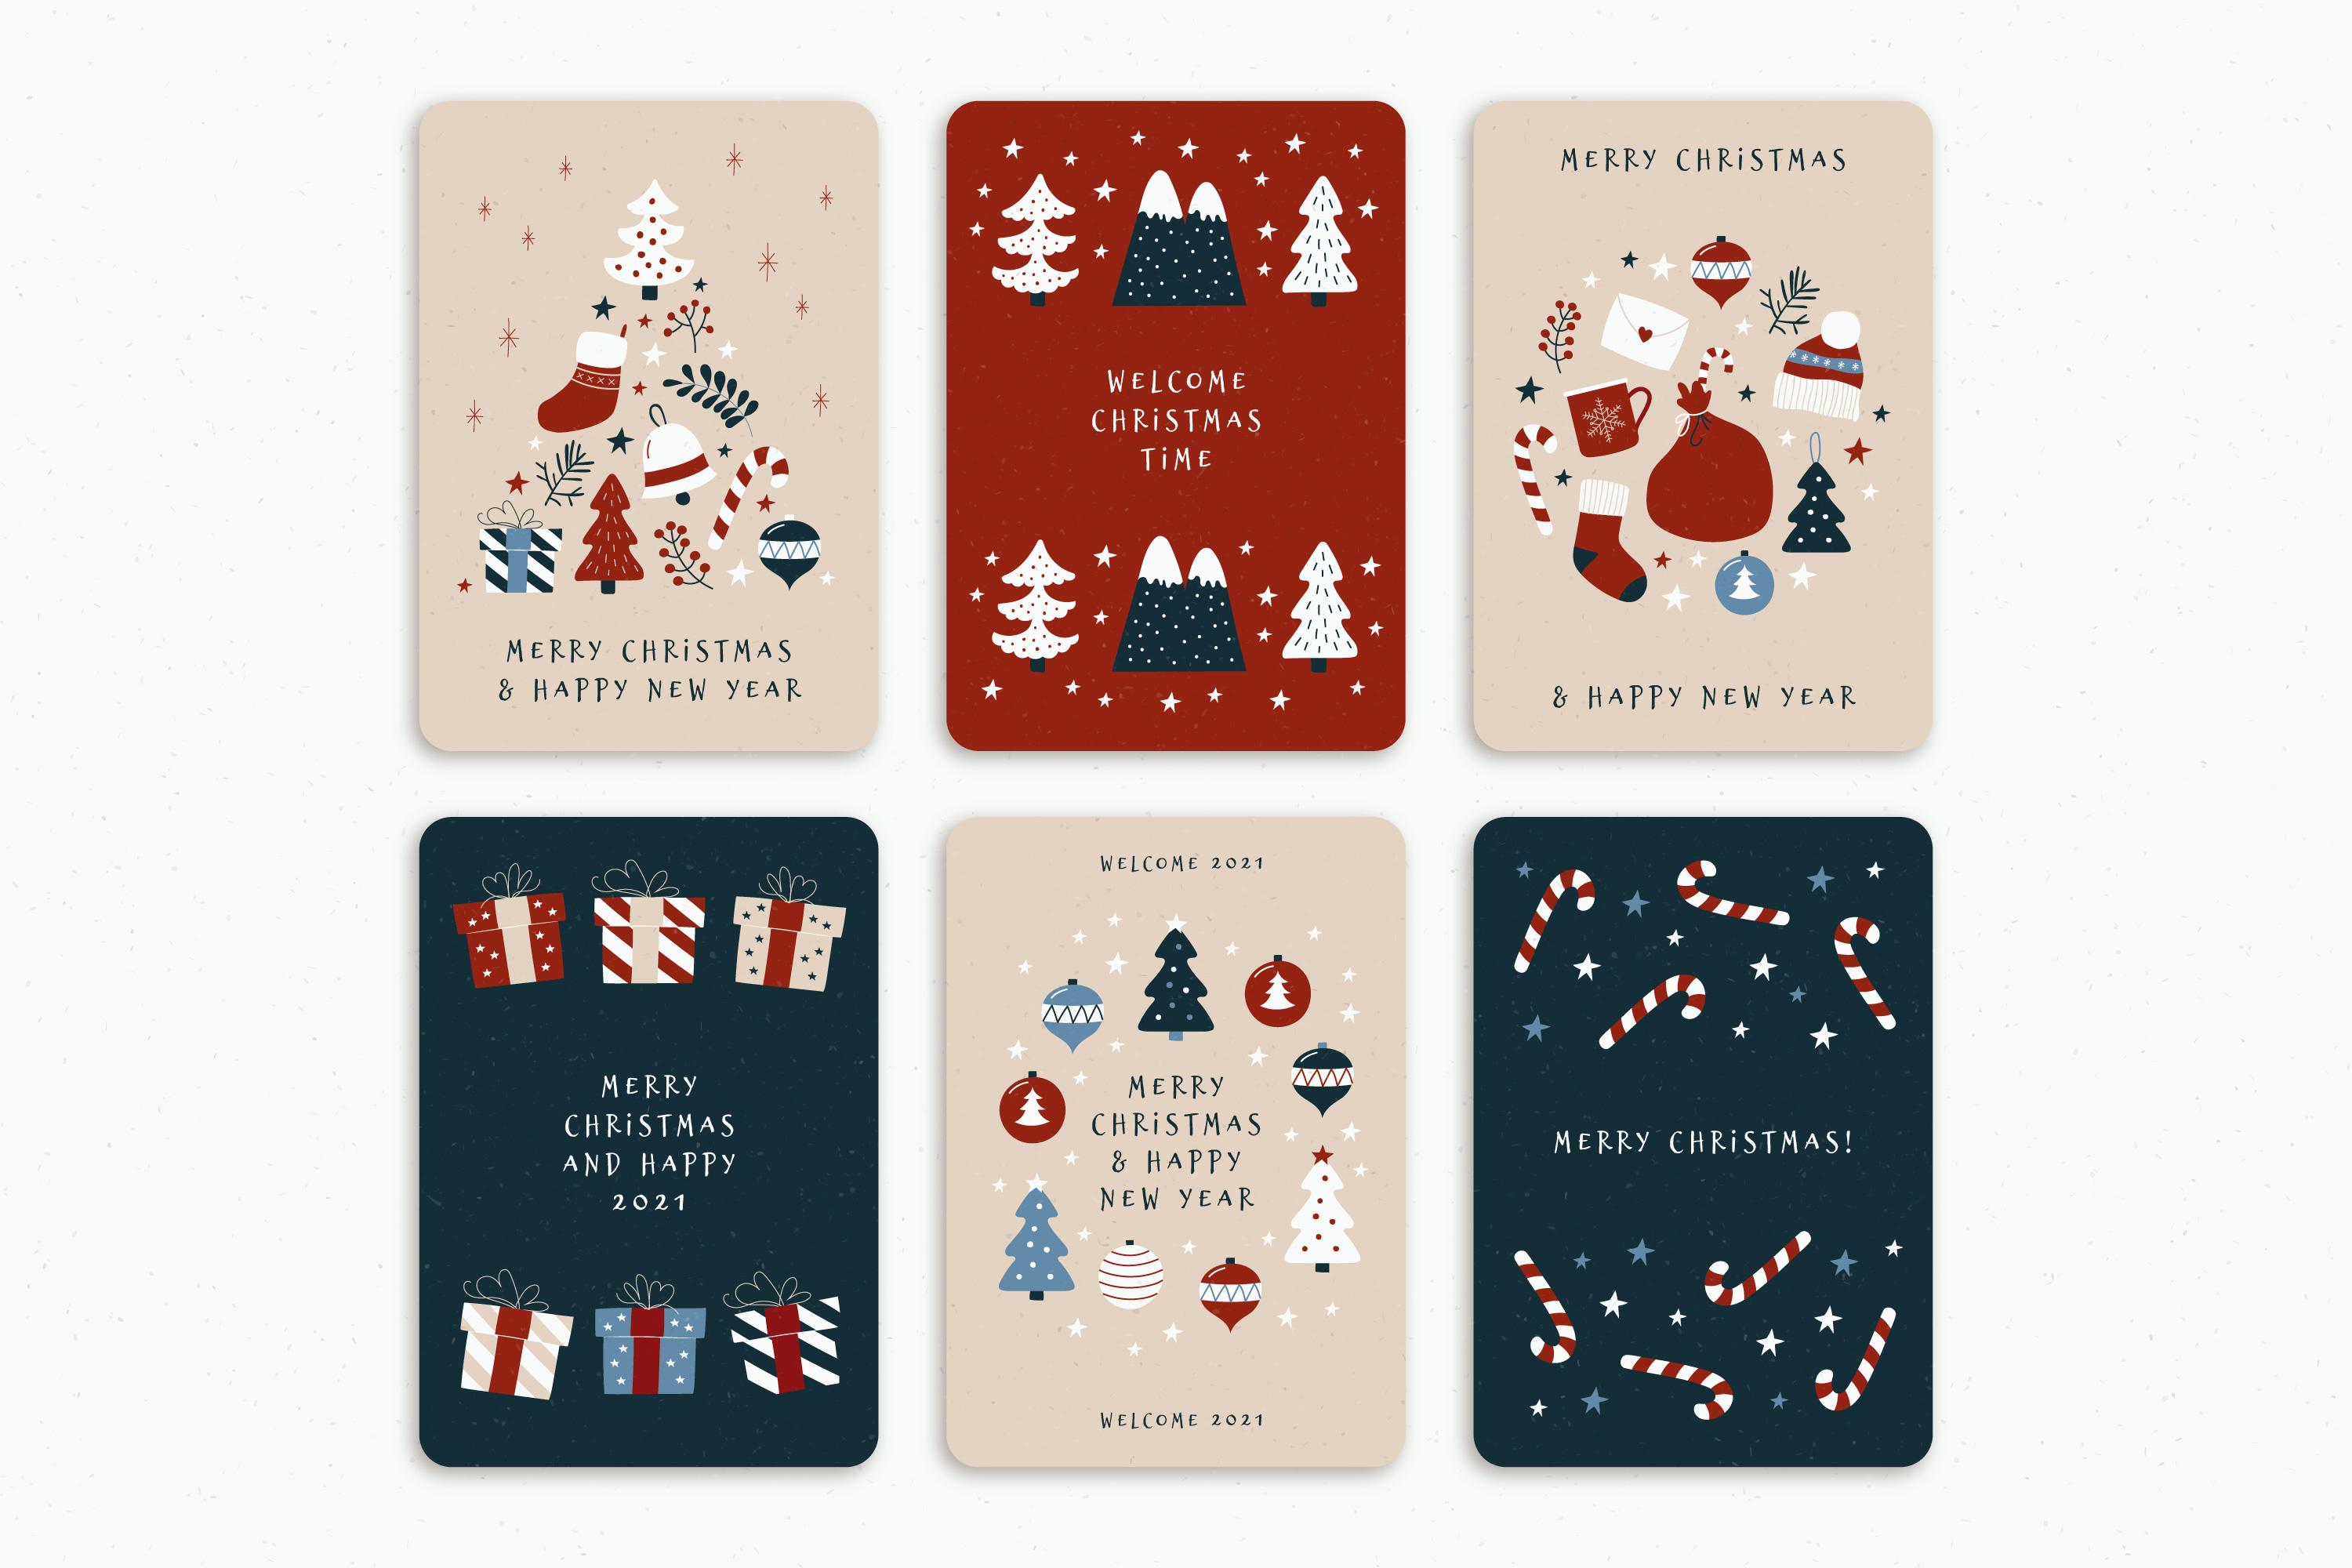 MERRY CHRiSTMAS
& HAPPY NEW YEAR
WELCOME
CHRiSTMAS
TiME
MERRY CHRiSTMAS
& HAPPY NEW YEAR
MERRY
CHRiSTMAS
AND HAPPY
2021
WELCOME 2021
MERRY
CHRiSTMAS
& HAPPY
NEW YEAR
WELCOME 2021
MERRY CHRiSTMAS!